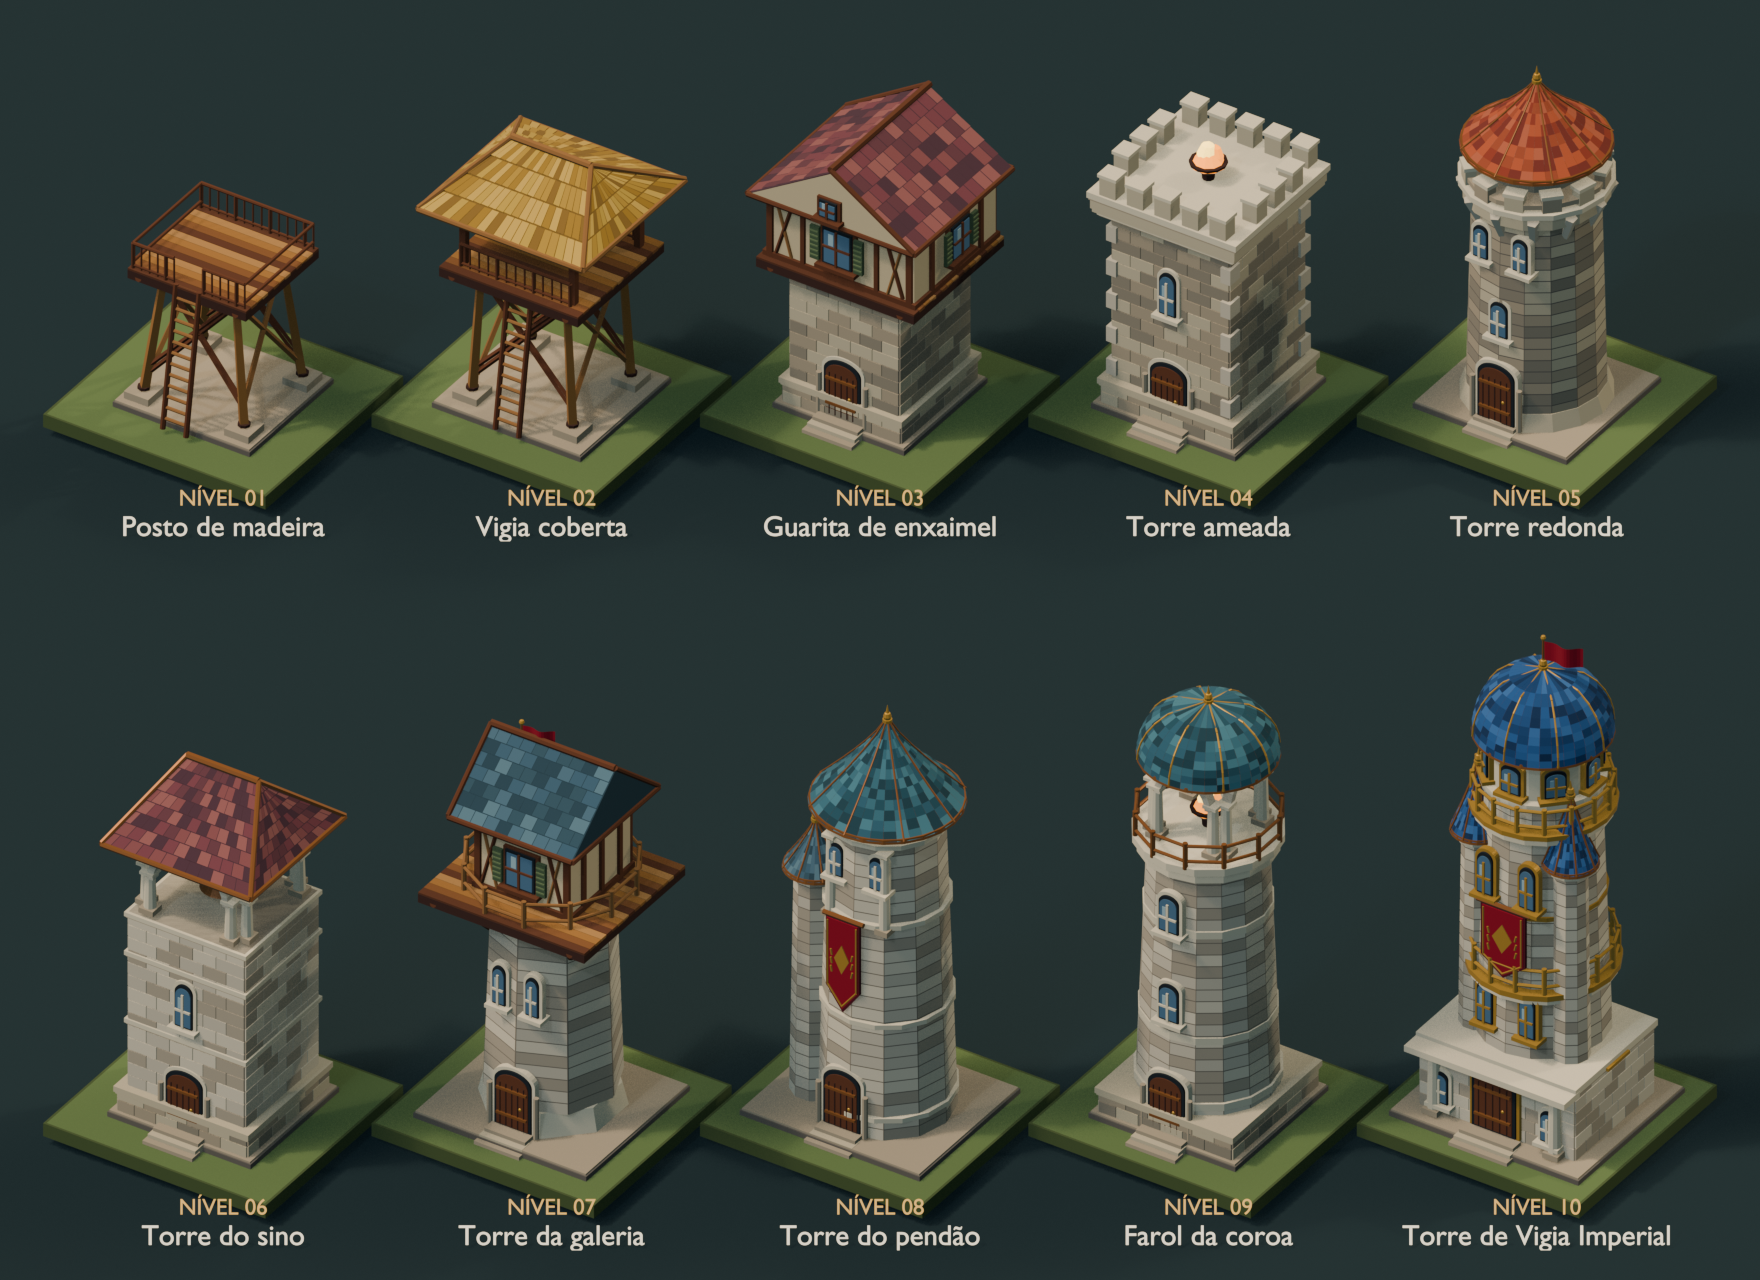 NÍVEL 01
Posto de madeira
NÍVEL 02
Vigia coberta
NÍVEL 03
Guarita de enxaimel
NÍVEL 04
Torre ameada
NÍVEL 05
Torre redonda
NÍVEL 06
Torre do sino
NÍVEL 07
Torre da galeria
NÍVEL 08
Torre do pendão
NÍVEL 09
Farol da coroa
NÍVEL 10
Torre de Vigia Imperial